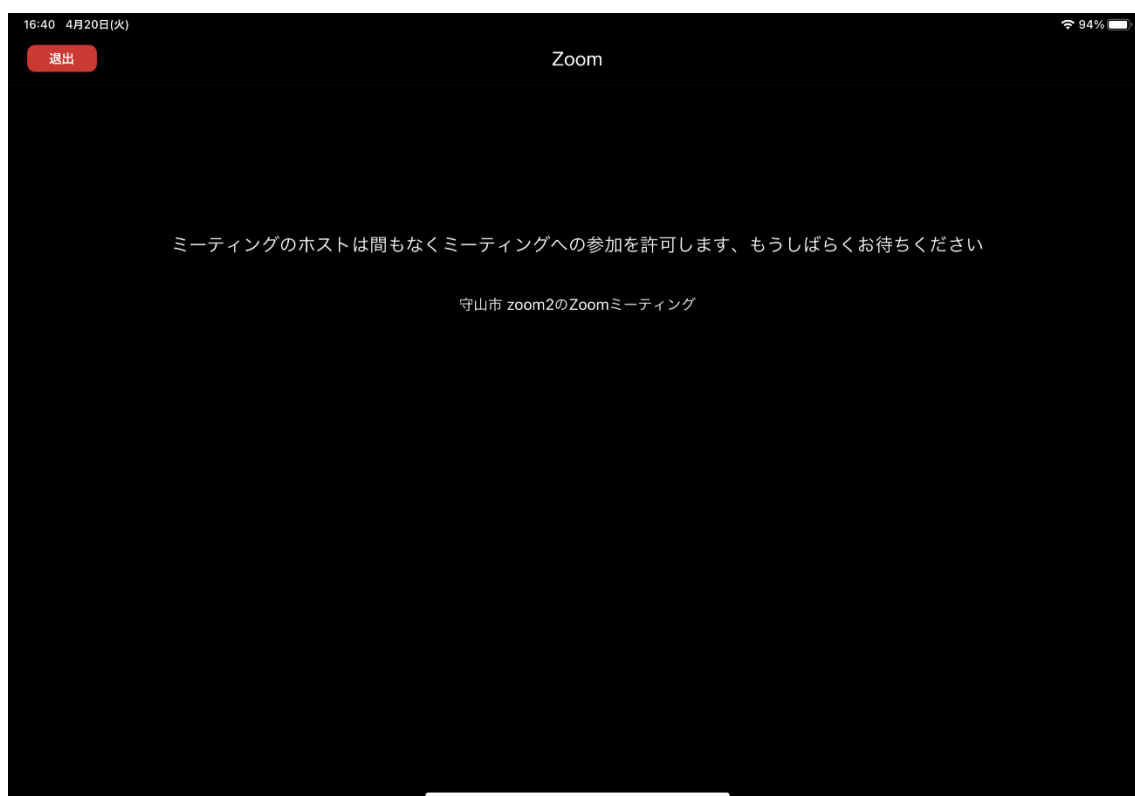 16:40 4月20日(火) 94%
退出 Zoom
ミーティングのホストは間もなくミーティングへの参加を許可します、もうしばらくお待ちください
守山市 zoom2のZoomミーティング